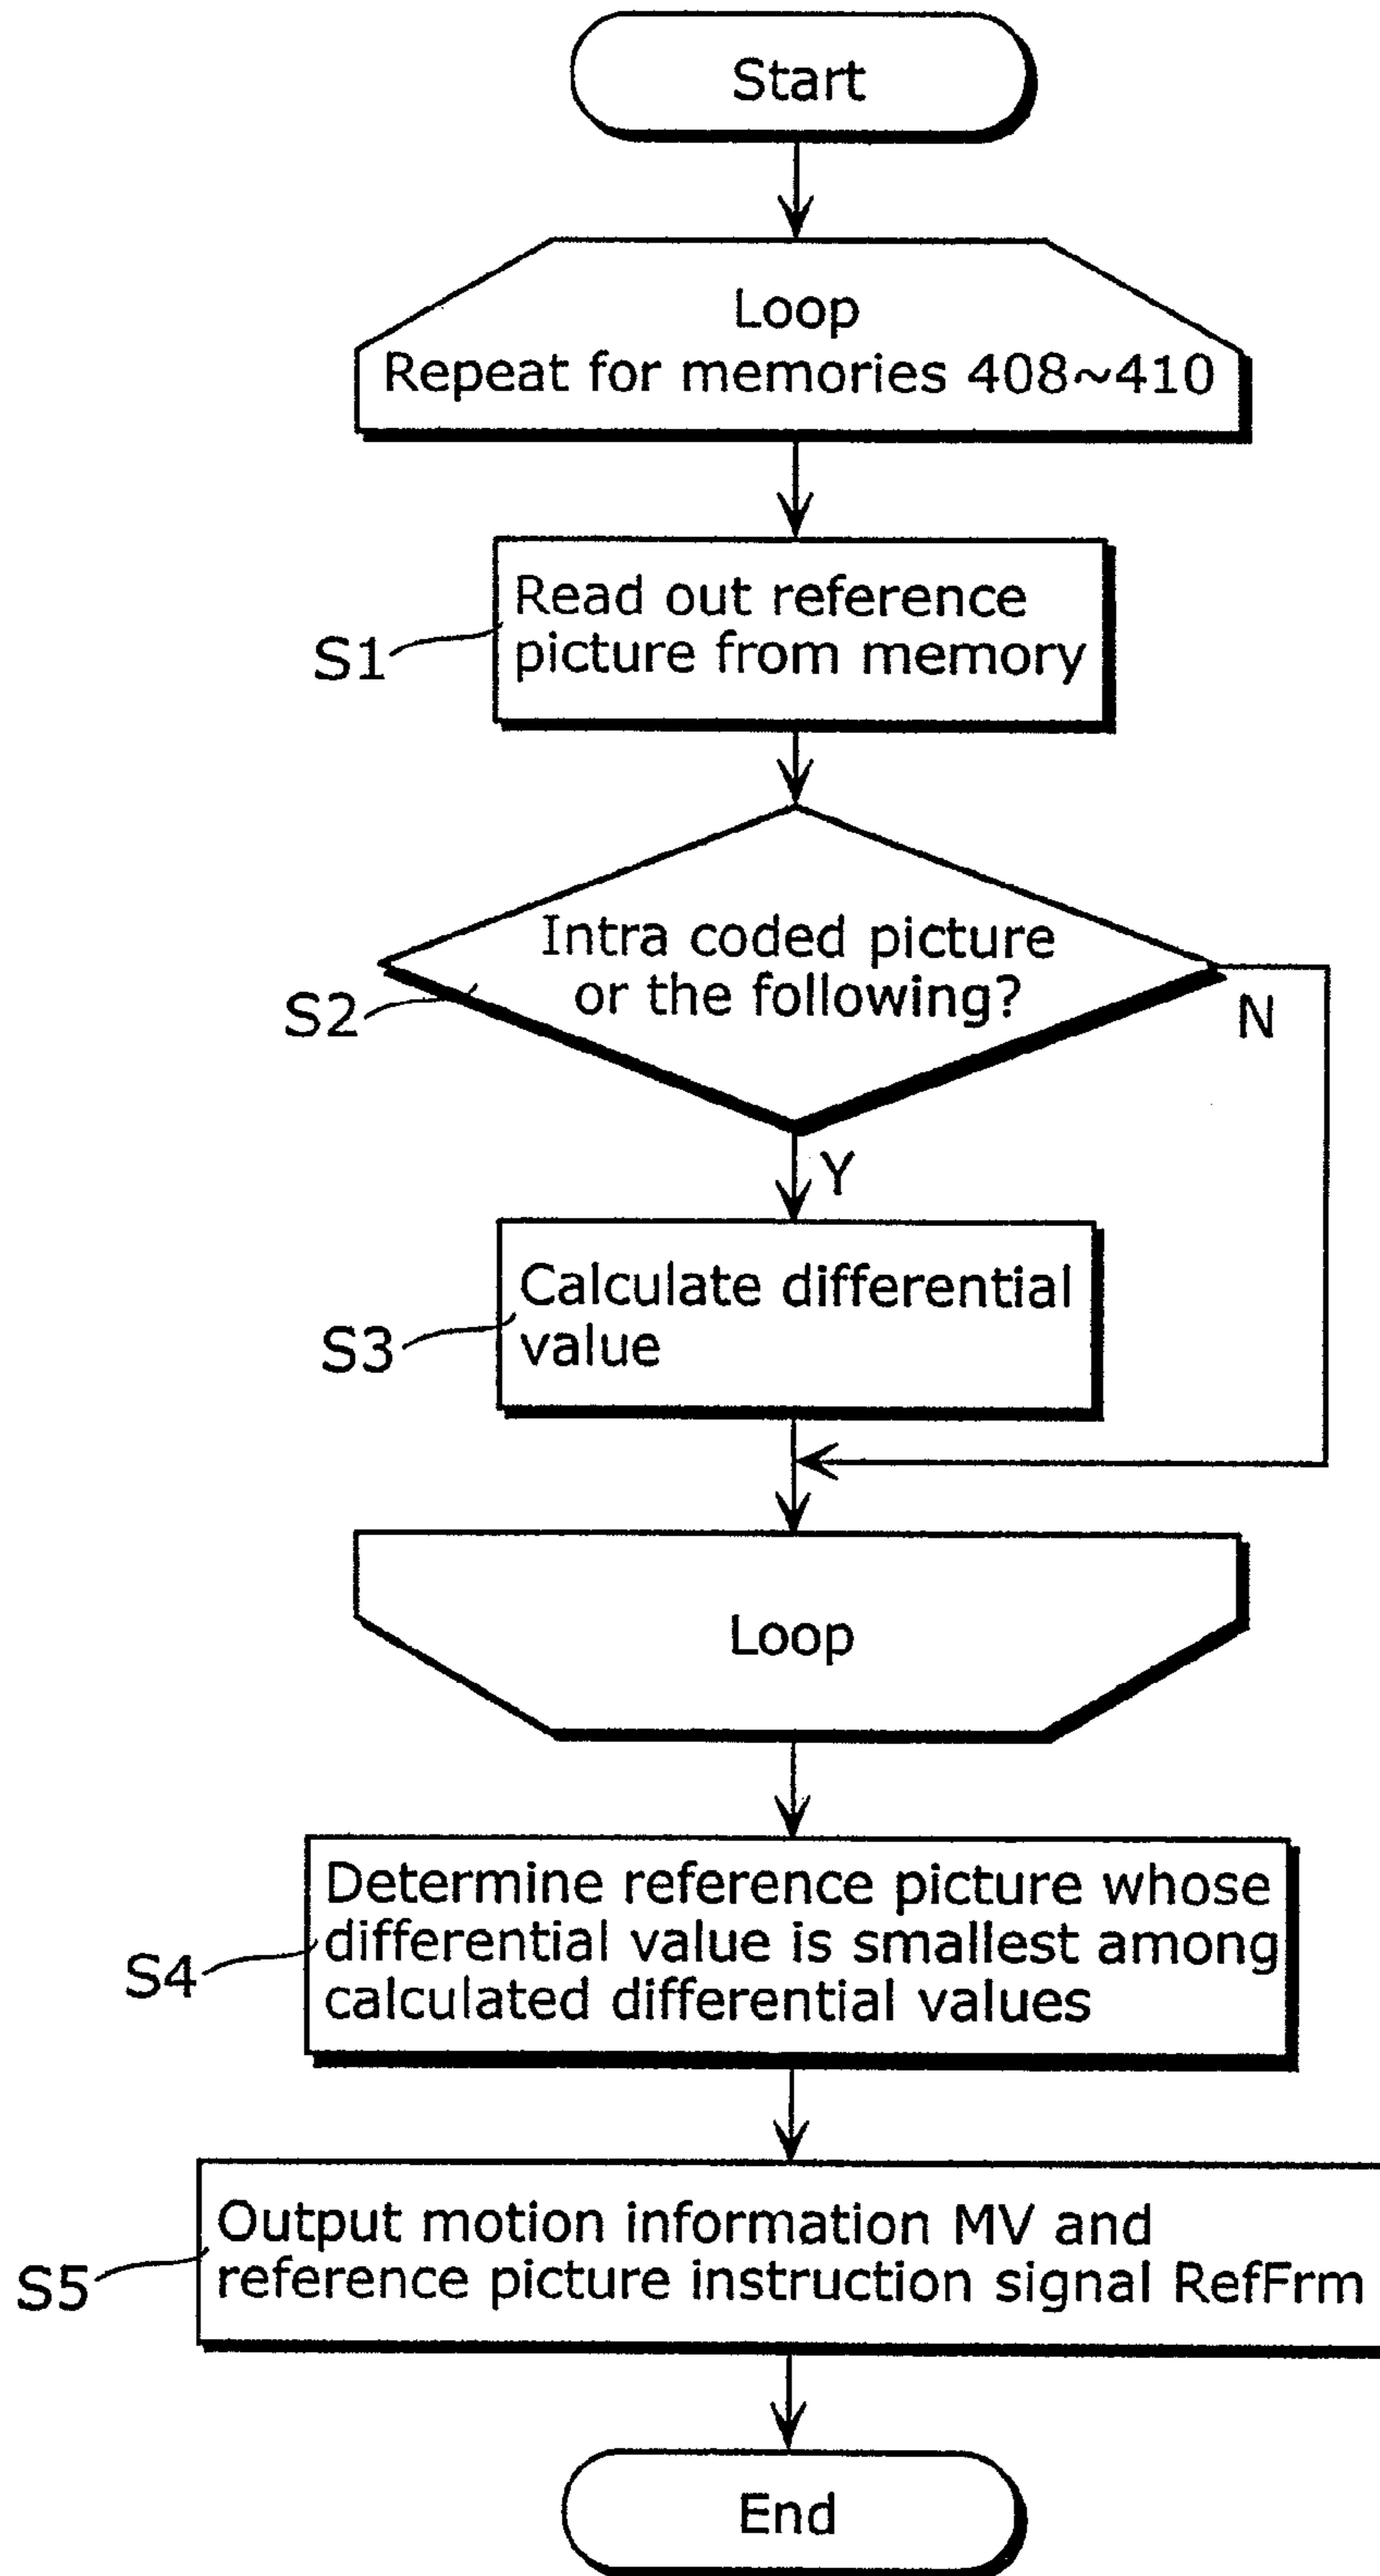 Start
Loop
Repeat for memories 408~410
Read out reference
picture from memory
S1
Intra coded picture
or the following?
S2
N
Y
Calculate differential
value
S3
Loop
Determine reference picture whose
differential value is smallest among
calculated differential values
S4
Output motion information MV and
reference picture instruction signal RefFrm
S5
End